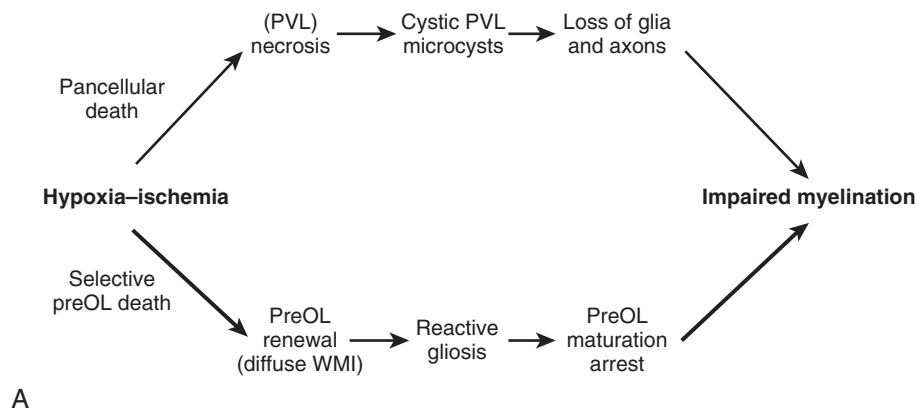 (PVL)
necrosis
Cystic PVL
microcysts
Loss of glia
and axons
Pancellular
death
Hypoxia–ischemia
Impaired myelination
Selective
preOL death
PreOL
renewal
(diffuse WMI)
Reactive
gliosis
PreOL
maturation
arrest
A